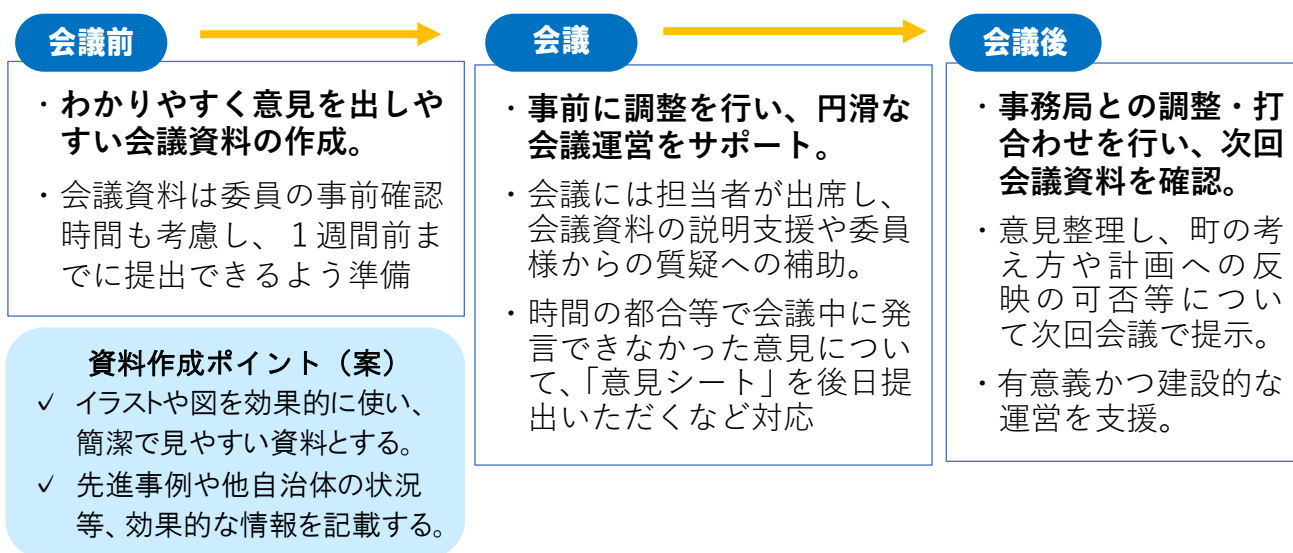 会議前
・わかりやすく意見を出しや
すい会議資料の作成。
・会議資料は委員の事前確認
時間も考慮し、１週間前ま
でに提出できるよう準備
資料作成ポイント（案）
✓ イラストや図を効果的に使い、
簡潔で見やすい資料とする。
✓ 先進事例や他自治体の状況
等、効果的な情報を記載する。
会議
・事前に調整を行い、円滑な
会議運営をサポート。
・会議には担当者が出席し、
会議資料の説明支援や委員
様からの質疑への補助。
・時間の都合等で会議中に発
言できなかった意見につい
て、「意見シート」を後日提
出いただくなど対応
会議後
・事務局との調整・打
合わせを行い、次回
会議資料を確認。
・意見整理し、町の考
え方や計画への反
映の可否等につい
て次回会議で提示。
・有意義かつ建設的な
運営を支援。